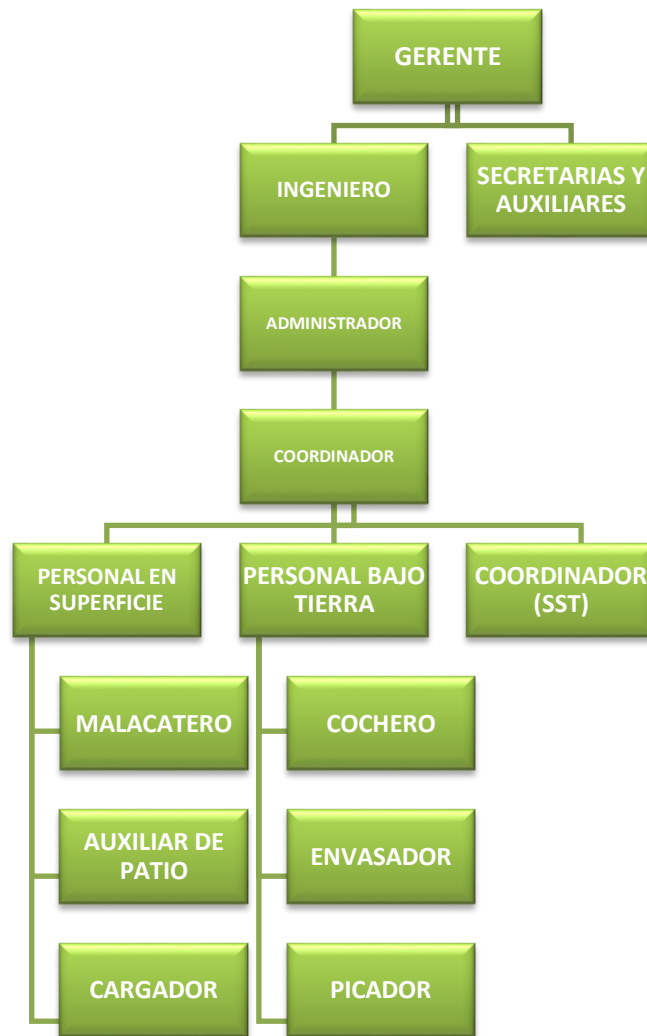 GERENTE
INGENIERO
SECRETARIAS Y
AUXILIARES
ADMINISTRADOR
COORDINADOR
PERSONAL EN
SUPERFICIE
PERSONAL BAJO
TIERRA
COORDINADOR
(SST)
MALACATERO
COCHERO
AUXILIAR DE
PATIO
ENVASADOR
CARGADOR
PICADOR